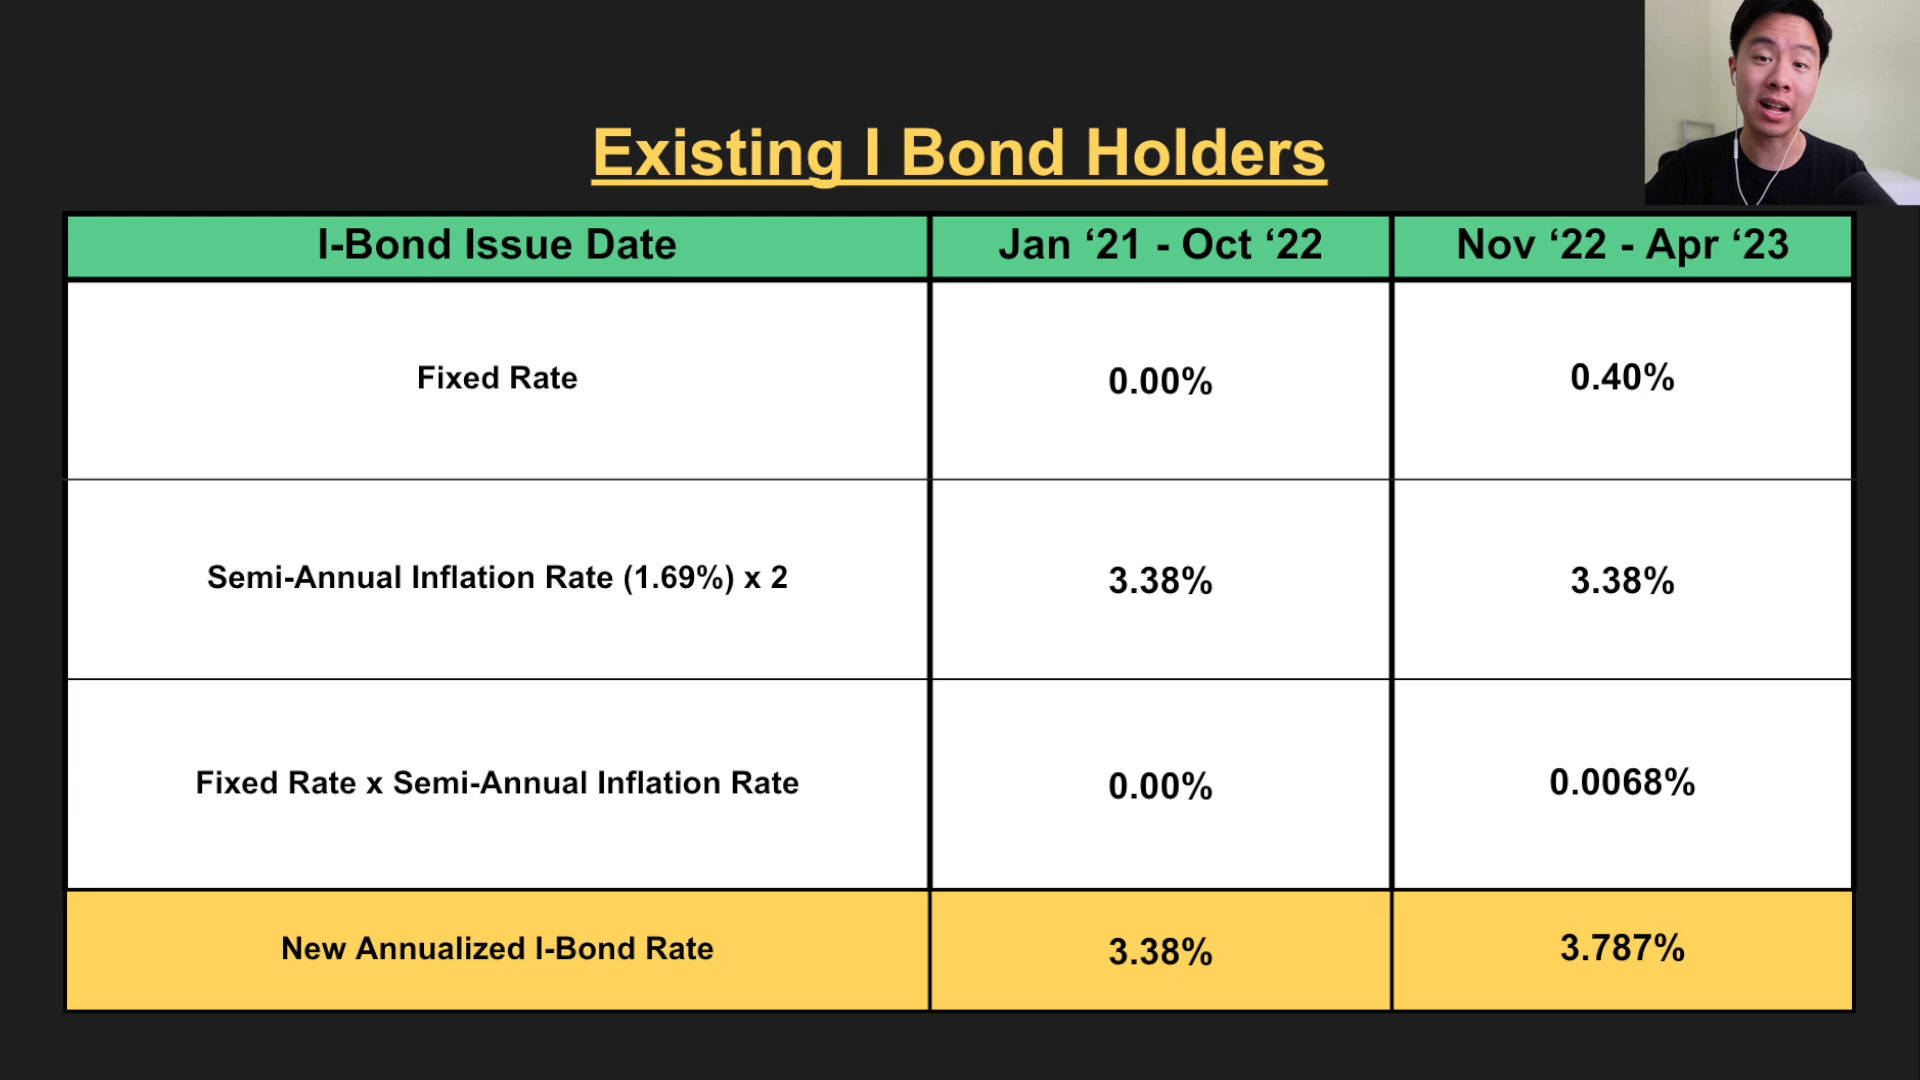 Existing I Bond Holders
I-Bond Issue Date
Jan ‘21 - Oct ‘22
Nov ‘22 - Apr ‘23
Fixed Rate
0.00%
0.40%
Semi-Annual Inflation Rate (1.69%) x 2
3.38%
3.38%
Fixed Rate x Semi-Annual Inflation Rate
0.00%
0.0068%
New Annualized I-Bond Rate
3.38%
3.787%